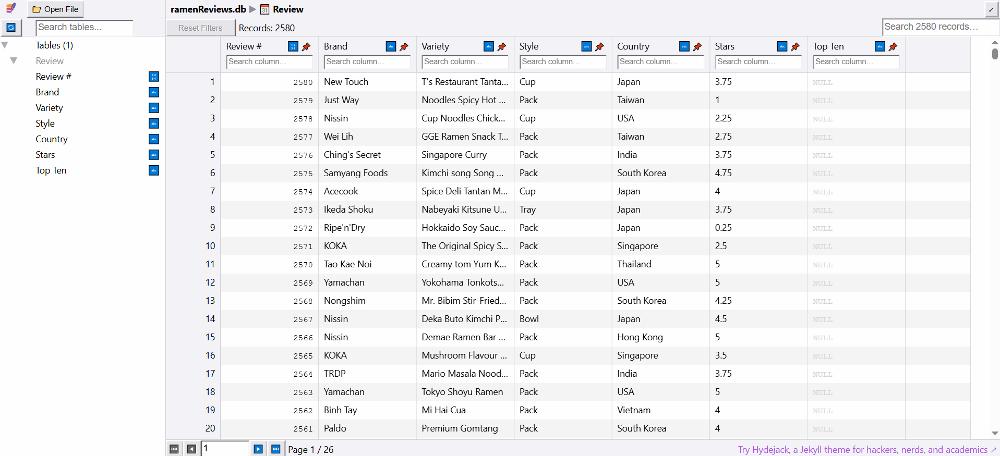 Open File
ramenReviews.db Review
Search tables...
Reset Filters Records: 2580 Search 2580 records...
Tables (1)
Review
Review #
Brand
Variety
Style
Country
Stars
Top Ten
Review # Brand Variety Style Country Stars Top Ten
Search column... Search column... Search column... Search column... Search column... Search column... Search column...
1 2580 New Touch T's Restaurant Tanta... Cup Japan 3.75 NULL
2 2579 Just Way Noodles Spicy Hot ... Pack Taiwan 1 NULL
3 2578 Nissin Cup Noodles Chick... Cup USA 2.25 NULL
4 2577 Wei Lih GGE Ramen Snack T... Pack Taiwan 2.75 NULL
5 2576 Ching's Secret Singapore Curry Pack India 3.75 NULL
6 2575 Samyang Foods Kimchi song Song ... Pack South Korea 4.75 NULL
7 2574 Acecook Spice Deli Tantan M... Cup Japan 4 NULL
8 2573 Ikeda Shoku Nabeyaki Kitsune U... Tray Japan 3.75 NULL
9 2572 Ripe'n'Dry Hokkaido Soy Sauc... Pack Japan 0.25 NULL
10 2571 KOKA The Original Spicy S... Pack Singapore 2.5 NULL
11 2570 Tao Kae Noi Creamy tom Yum K... Pack Thailand 5 NULL
12 2569 Yamachan Yokohama Tonkots... Pack USA 5 NULL
13 2568 Nongshim Mr. Bibim Stir-Fried... Pack South Korea 4.25 NULL
14 2567 Nissin Deka Buto Kimchi P... Bowl Japan 4.5 NULL
15 2566 Nissin Demae Ramen Bar ... Pack Hong Kong 5 NULL
16 2565 KOKA Mushroom Flavour ... Cup Singapore 3.5 NULL
17 2564 TRDP Mario Masala Nood... Pack India 3.75 NULL
18 2563 Yamachan Tokyo Shoyu Ramen Pack USA 5 NULL
19 2562 Binh Tay Mi Hai Cua Pack Vietnam 4 NULL
20 2561 Paldo Premium Gomtang Pack South Korea 4 NULL
1 Page 1 / 26 Try Hydejack, a Jekyll theme for hackers, nerds, and academics ↗